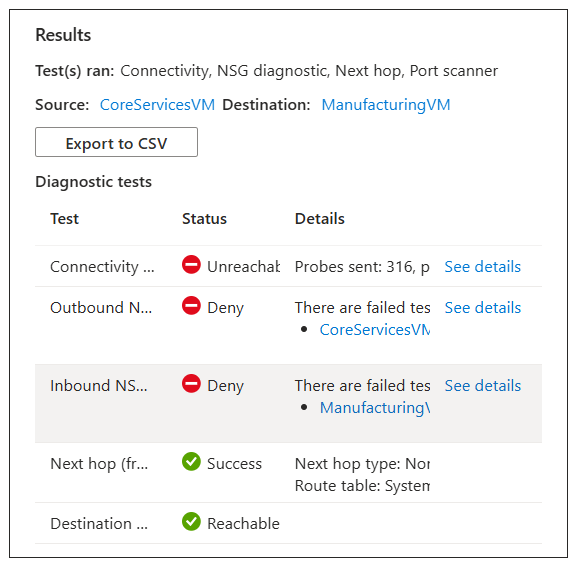 Results
Test(s) ran: Connectivity, NSG diagnostic, Next hop, Port scanner
Source: CoreServicesVM Destination: ManufacturingVM
Export to CSV
Diagnostic tests
Test Status Details
Connectivity ... Unreachab Probes sent: 316, p See details
Outbound N... Deny There are failed tes See details
• CoreServicesVM
Inbound NS... Deny There are failed tes See details
• Manufacturing
Next hop (fr... Success Next hop type: Nor
Route table: System
Destination ... Reachable